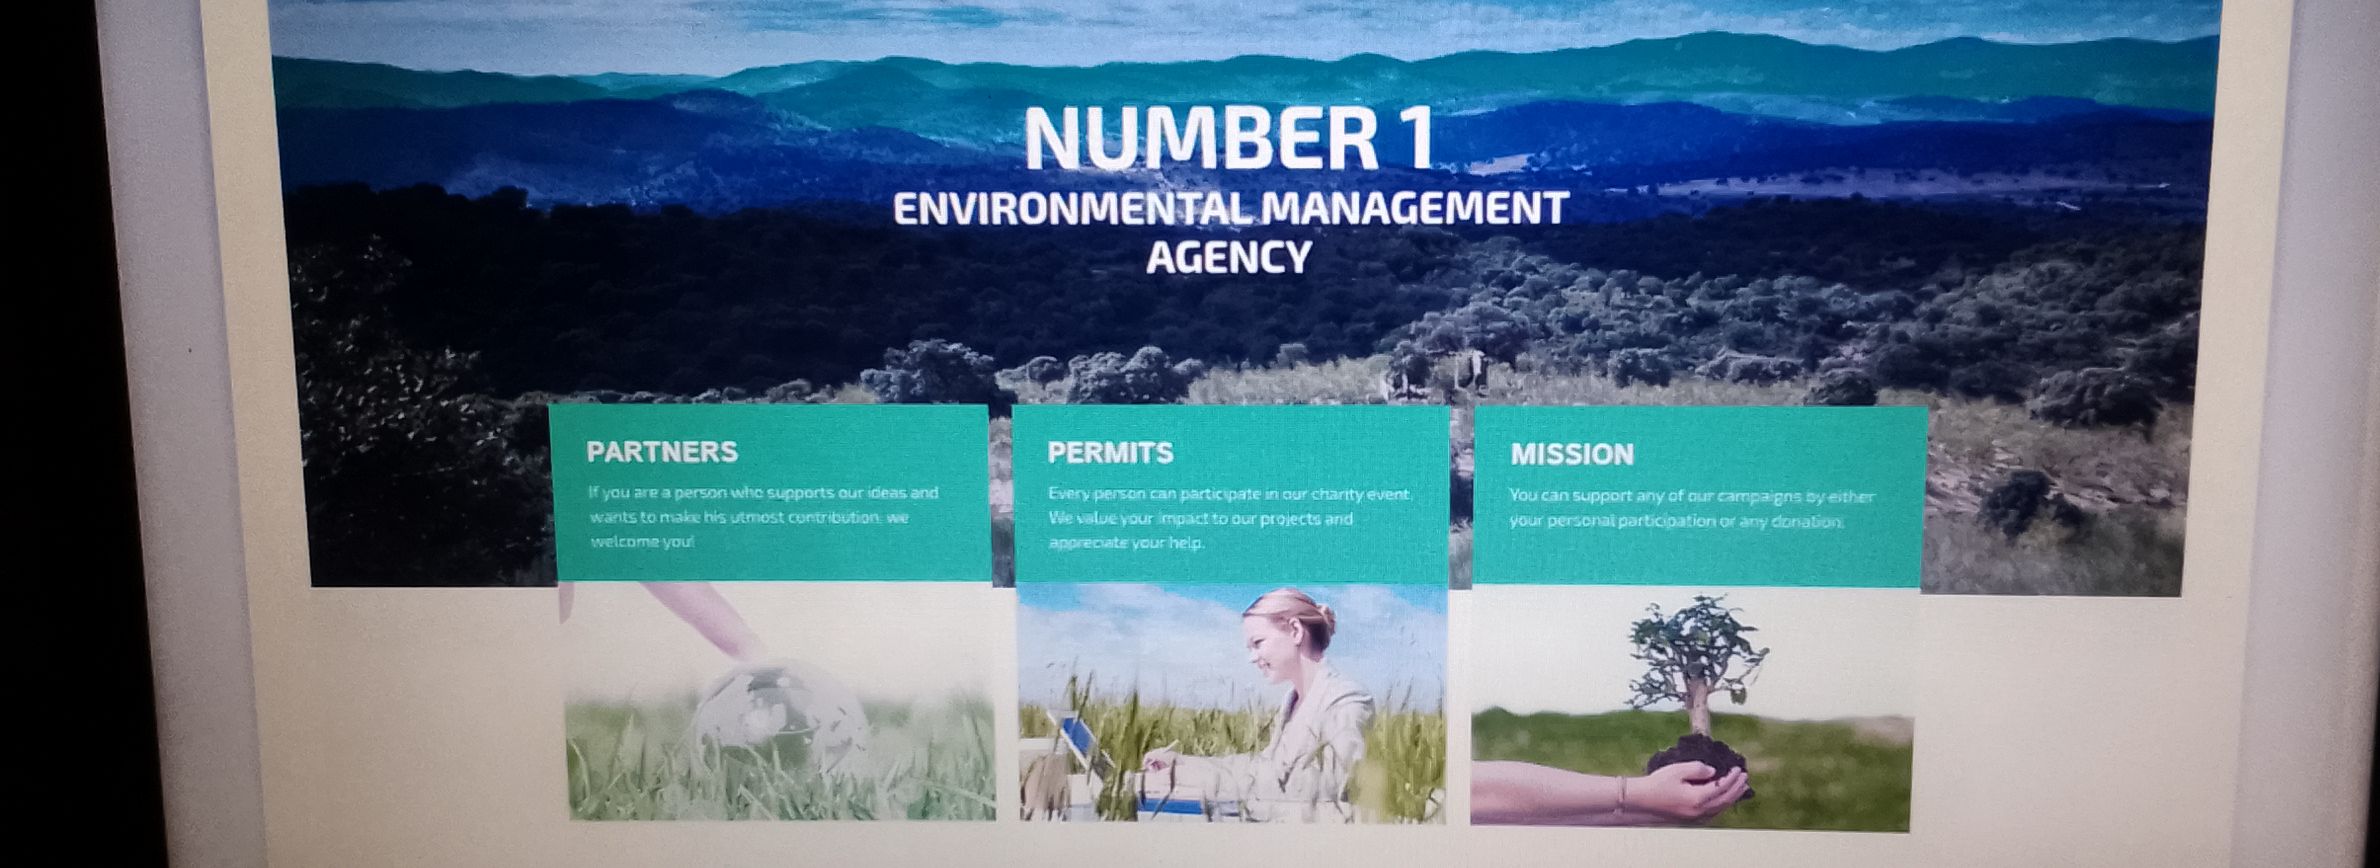 NUMBER 1
ENVIRONMENTAL MANAGEMENT
AGENCY
PARTNERS
If you are a person who supports our ideas and
wants to make his utmost contribution, we
welcome you!
PERMITS
Every person can participate in our charity event.
We value your impact to our projects and
appreciate your help.
MISSION
You can support any of our campaigns by either
your personal participation or any donation.